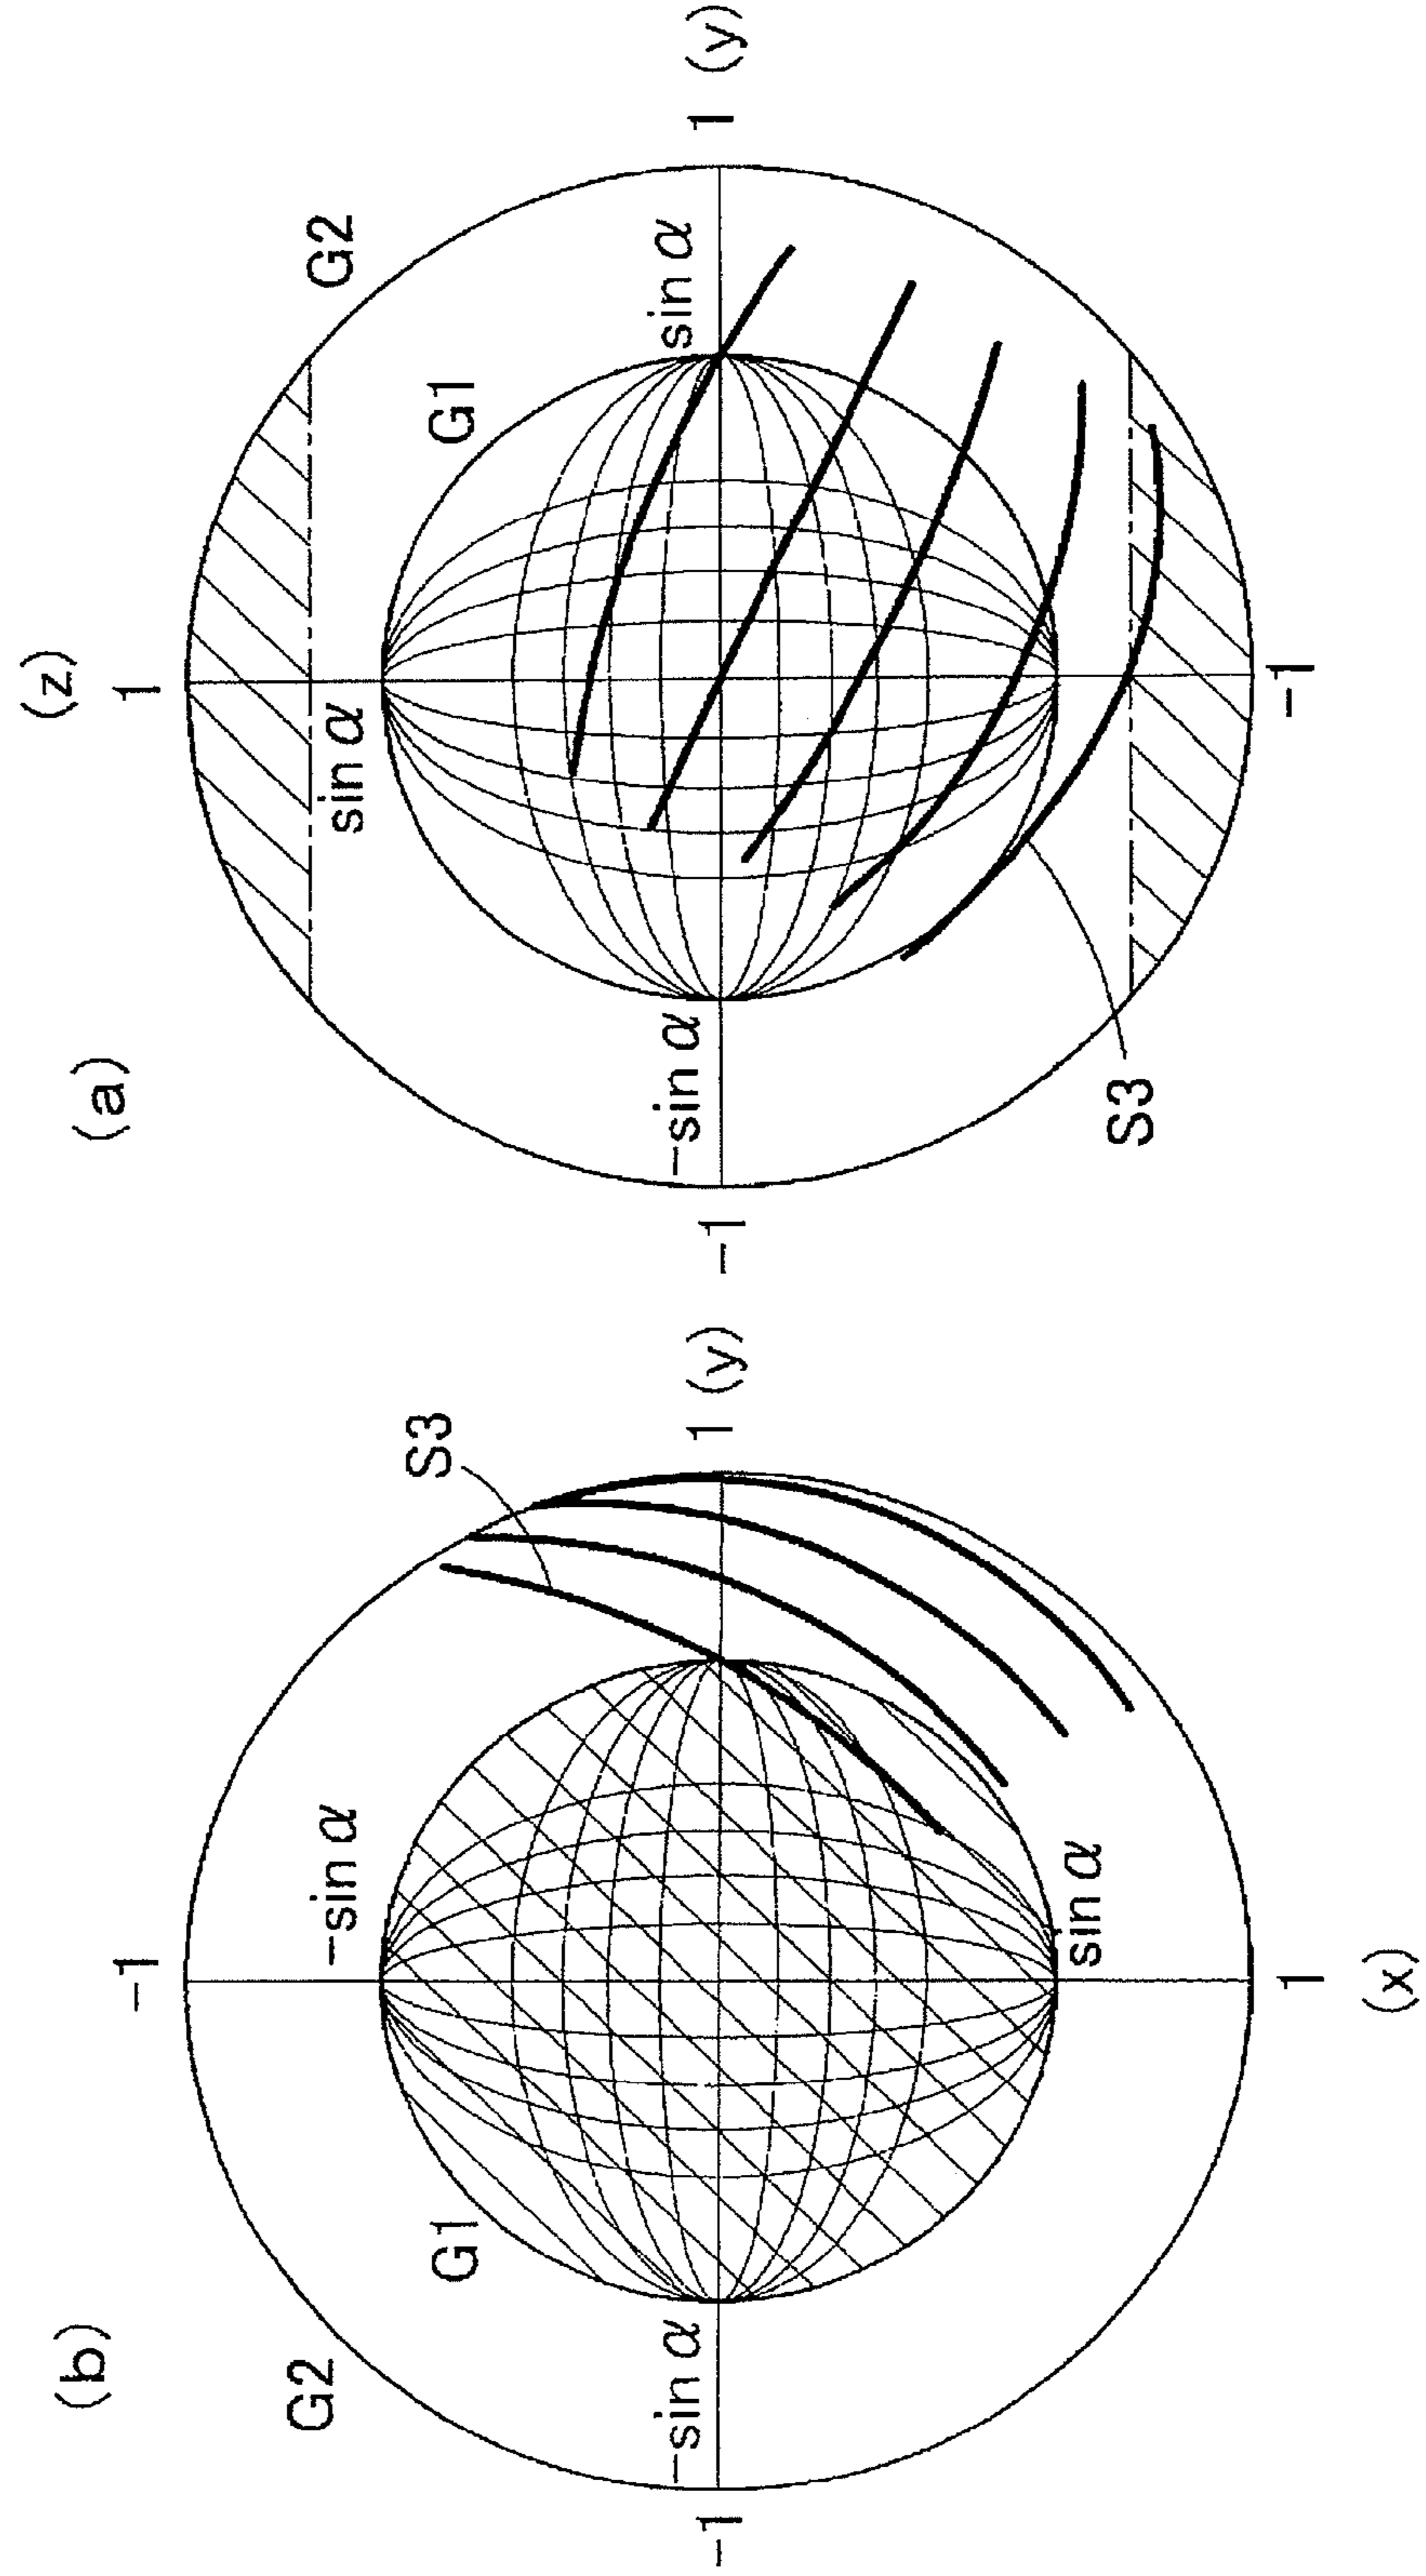 (a)
(z)
1
G2
sin α
G1
-1
-sin α
sin α
1 (y)
S3
-1
(b)
-1
G2
-sin α
S3
G1
-1
-sin α
1 (y)
sin α
1
(x)